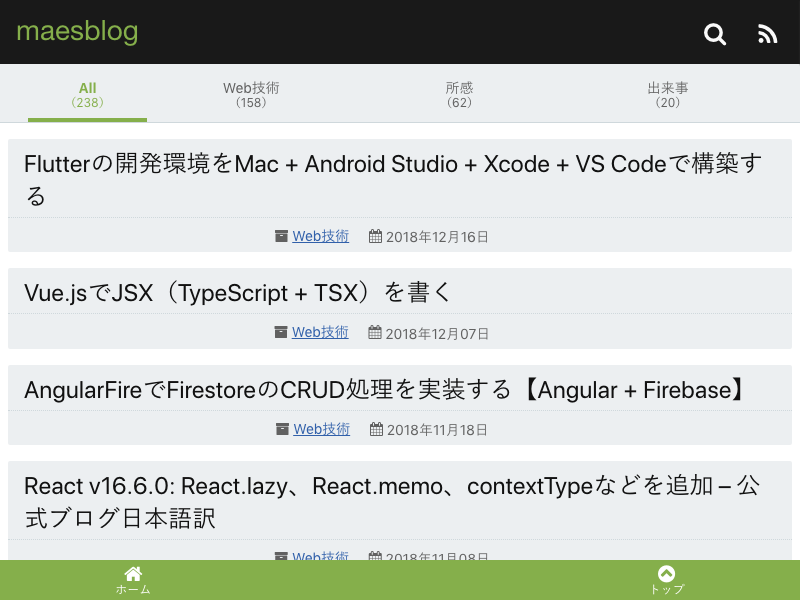 maesblog
All
（238）
Web技術
（158）
所感
（62）
出来事
（20）
Flutterの開発環境をMac + Android Studio + Xcode + VS Codeで構築す
る
Web技術 2018年12月16日
Vue.jsでJSX（TypeScript + TSX）を書く
Web技術 2018年12月07日
AngularFireでFirestoreのCRUD処理を実装する【Angular + Firebase】
Web技術 2018年11月18日
React v16.6.0: React.lazy、React.memo、contextTypeなどを追加 – 公
式ブログ日本語訳
Web技術 2018年11月08日
ホーム
トップ